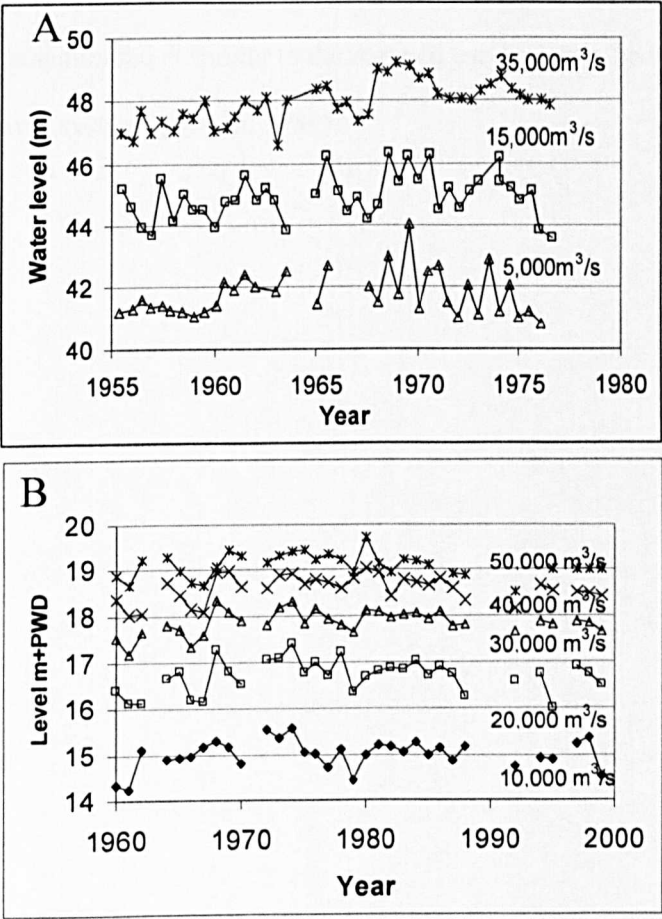 A
50
48
46
44
42
40
Water level (m)
35,000m³/s
15,000m³/s
5,000m³/s
1955 1960 1965 1970 1975 1980
Year
B
20
19
18
17
16
15
14
Level m+PWD
50,000 m³/s
40,000 m³/s
30.000 m³/s
20,000 m³/s
10,000 m³/s
1960 1970 1980 1990 2000
Year